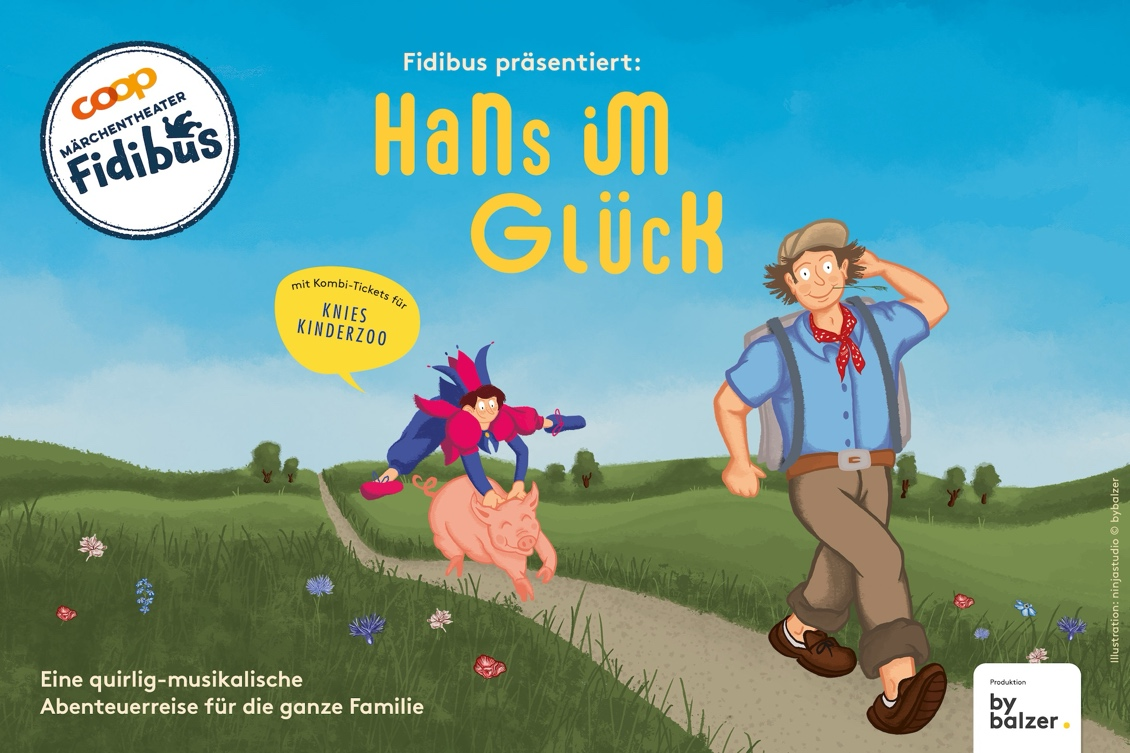 coop
MÄRCHENTHEATER
Fidibus
Fidibus präsentiert:
Hans im
Glück
mit Kombi-Tickets für
KNIES
KINDERZOO
Eine quirlig-musikalische
Abenteuerreise für die ganze Familie
Illustration: ninjastudio © bybalzer
Produktion
by
balzer.